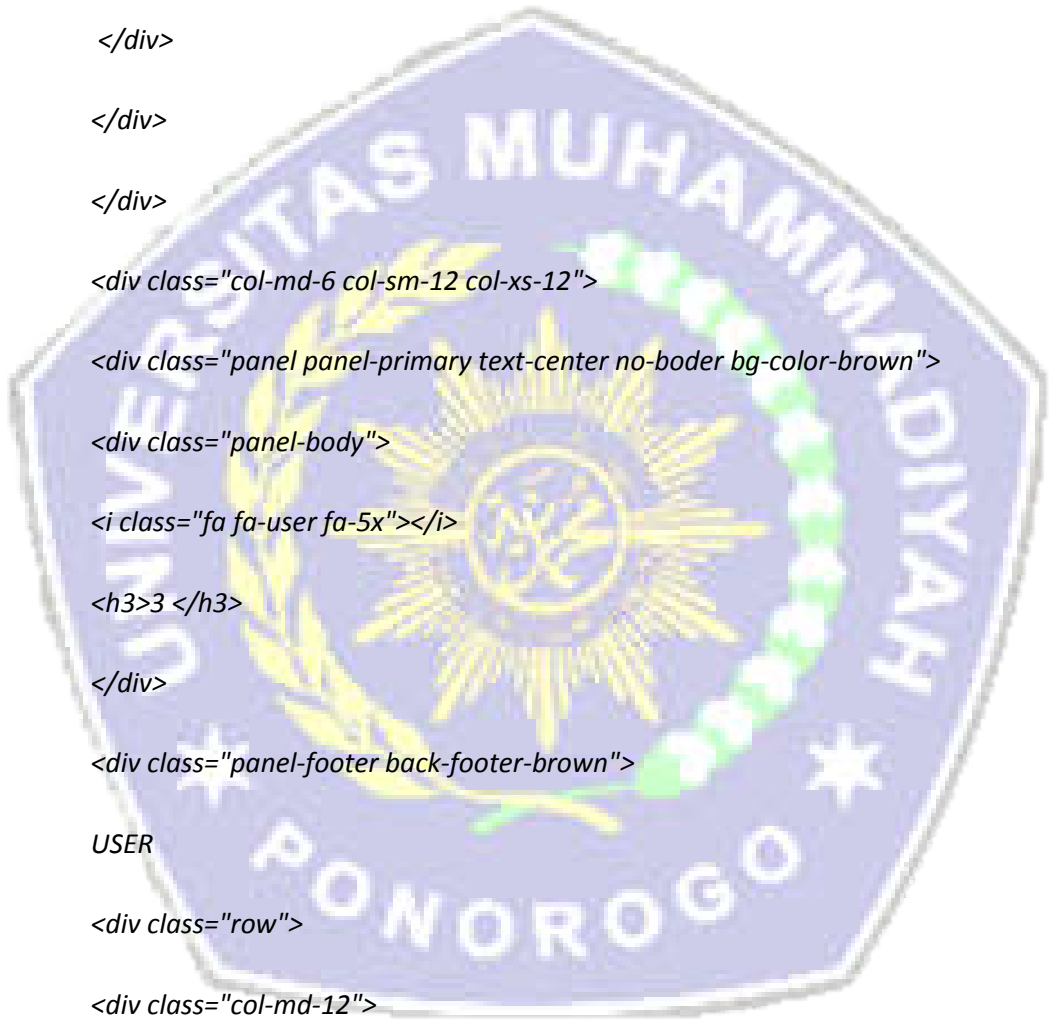 </div>
</div>
</div>
<div class="col-md-6 col-sm-12 col-xs-12">
<div class="panel panel-primary text-center no-boder bg-color-brown">
<div class="panel-body">
<i class="fa fa-user fa-5x"></i>
<h3>3 </h3>
</div>
<div class="panel-footer back-footer-brown">
USER
<div class="row">
<div class="col-md-12">
UNIVERSITAS MUHAMMADIYAH
PONOROGO